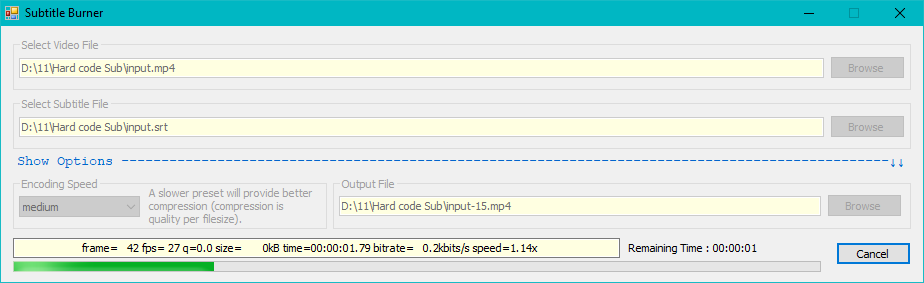 Subtitle Burner
Select Video File
D:\11\Hard code Sub\input.mp4
Browse
Select Subtitle File
D:\11\Hard code Sub\input.srt
Browse
Show Options ------------------------------------------------------------------------------------------------↓↓
Encoding Speed
medium
A slower preset will provide better
compression (compression is
quality per filesize).
Output File
D:\11\Hard code Sub\input-15.mp4
Browse
frame=   42 fps= 27 q=0.0 size=       0kB time=00:00:01.79 bitrate=   0.2kbits/s speed=1.14x
Remaining Time : 00:00:01
Cancel